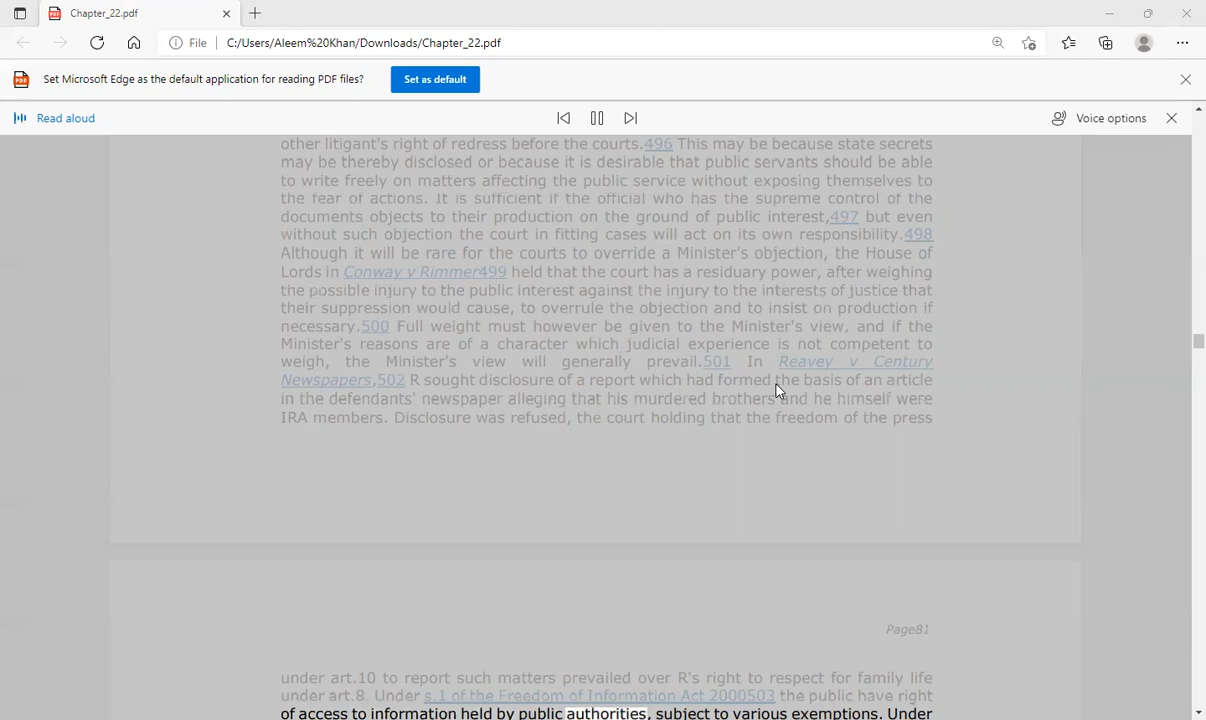 Chapter_22.pdf
File C:/Users/Aleem%20Khan/Downloads/Chapter_22.pdf
Set Microsoft Edge as the default application for reading PDF files? Set as default
Read aloud Voice options
other litigant's right of redress before the courts.496 This may be because state secrets
may be thereby disclosed or because it is desirable that public servants should be able
to write freely on matters affecting the public service without exposing themselves to
the fear of actions. It is sufficient if the official who has the supreme control of the
documents objects to their production on the ground of public interest,497 but even
without such objection the court in fitting cases will act on its own responsibility.498
Although it will be rare for the courts to override a Minister's objection, the House of
Lords in Conway v Rimmer499 held that the court has a residuary power, after weighing
the possible injury to the public interest against the injury to the interests of justice that
their suppression would cause, to overrule the objection and to insist on production if
necessary.500 Full weight must however be given to the Minister's view, and if the
Minister's reasons are of a character which judicial experience is not competent to
weigh, the Minister's view will generally prevail.501 In Reavey v Century
Newspapers,502 R sought disclosure of a report which had formed the basis of an article
in the defendants' newspaper alleging that his murdered brothers and he himself were
IRA members. Disclosure was refused, the court holding that the freedom of the press
Page81
under art.10 to report such matters prevailed over R's right to respect for family life
under art.8. Under s.1 of the Freedom of Information Act 2000503 the public have right
of access to information held by public authorities, subject to various exemptions. Under